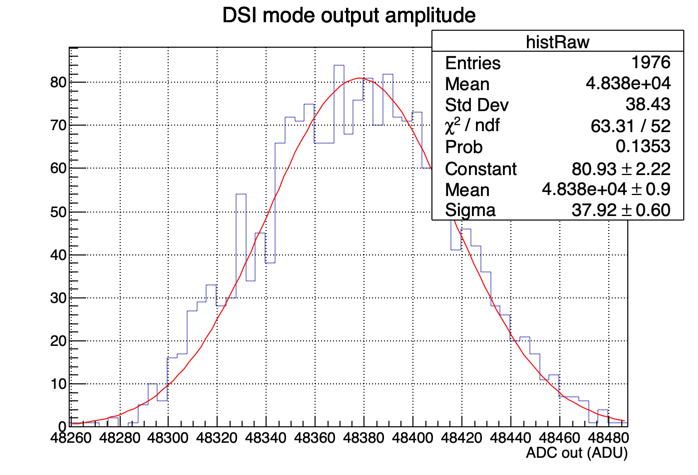 DSI mode output amplitude
histRaw
Entries 1976
Mean 4.838e+04
Std Dev 38.43
χ² / ndf 63.31 / 52
Prob 0.1353
Constant 80.93 ± 2.22
Mean 4.838e+04 ± 0.9
Sigma 37.92 ± 0.60
80
70
60
50
40
30
20
10
0
48260 48280 48300 48320 48340 48360 48380 48400 48420 48440 48460 48480
ADC out (ADU)